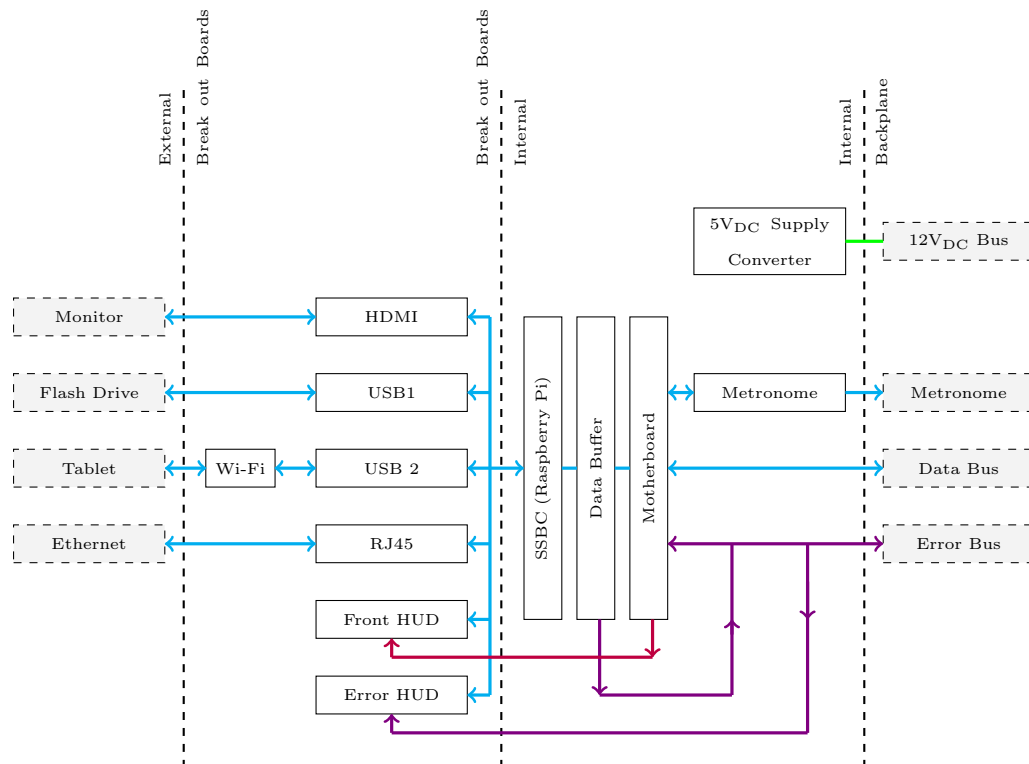 External
Break out Boards
Break out Boards
Internal
Internal
Backplane
5V_DC Supply
Converter
12V_DC Bus
Monitor
HDMI
Flash Drive
USB1
Metronome
Metronome
Tablet
Wi-Fi
USB 2
SSBC (Raspberry Pi)
Data Buffer
Motherboard
Data Bus
Ethernet
RJ45
Error Bus
Front HUD
Error HUD